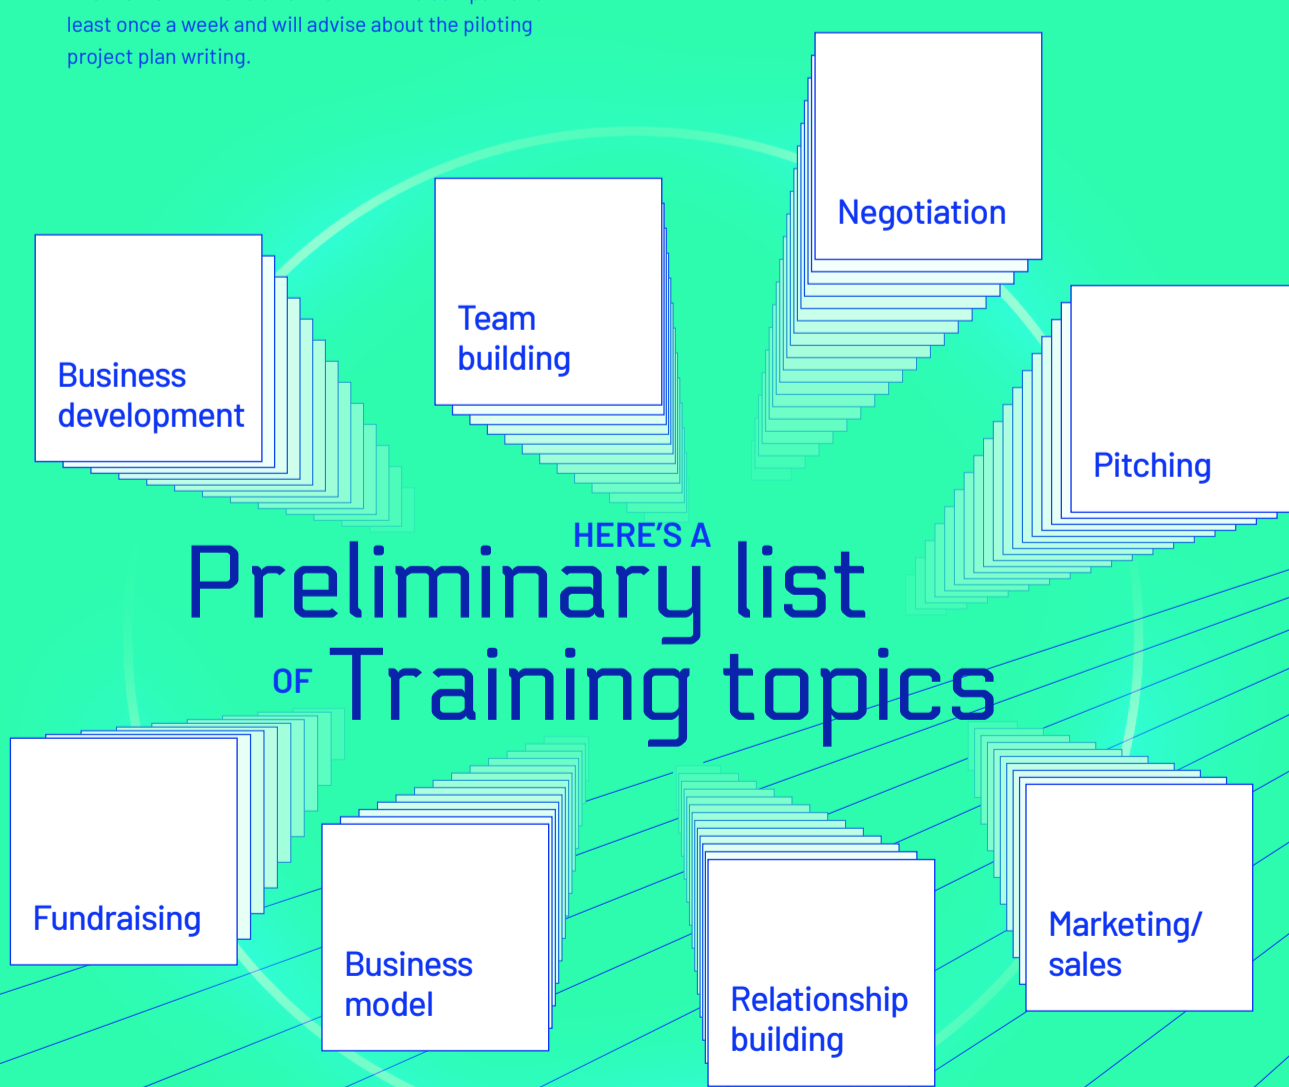 least once a week and will advise about the piloting
project plan writing.
Negotiation
Team
building
Business
development
Pitching
HERE'S A
Preliminary list
OF Training topics
Fundraising
Business
model
Relationship
building
Marketing/
sales